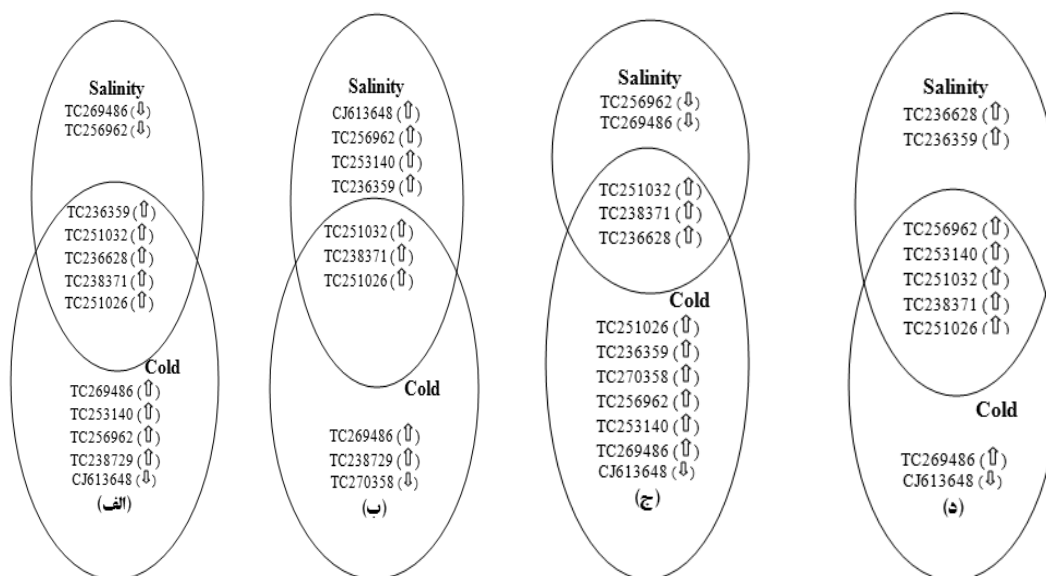 Salinity
TC269486 (⇩)
TC256962 (⇩)
TC236359 (⇧)
TC251032 (⇧)
TC236628 (⇧)
TC238371 (⇧)
TC251026 (⇧)
Cold
TC269486 (⇧)
TC253140 (⇧)
TC256962 (⇧)
TC238729 (⇧)
CJ613648 (⇩)
(الف)
Salinity
CJ613648 (⇧)
TC256962 (⇧)
TC253140 (⇧)
TC236359 (⇧)
TC251032 (⇧)
TC238371 (⇧)
TC251026 (⇧)
Cold
TC269486 (⇧)
TC238729 (⇧)
TC270358 (⇩)
(ب)
Salinity
TC256962 (⇩)
TC269486 (⇩)
TC251032 (⇧)
TC238371 (⇧)
TC236628 (⇧)
Cold
TC251026 (⇧)
TC236359 (⇧)
TC270358 (⇧)
TC256962 (⇧)
TC253140 (⇧)
TC269486 (⇧)
CJ613648 (⇩)
(ج)
Salinity
TC236628 (⇧)
TC236359 (⇧)
TC256962 (⇧)
TC253140 (⇧)
TC251032 (⇧)
TC238371 (⇧)
TC251026 (⇧)
Cold
TC269486 (⇧)
CJ613648 (⇩)
(د)